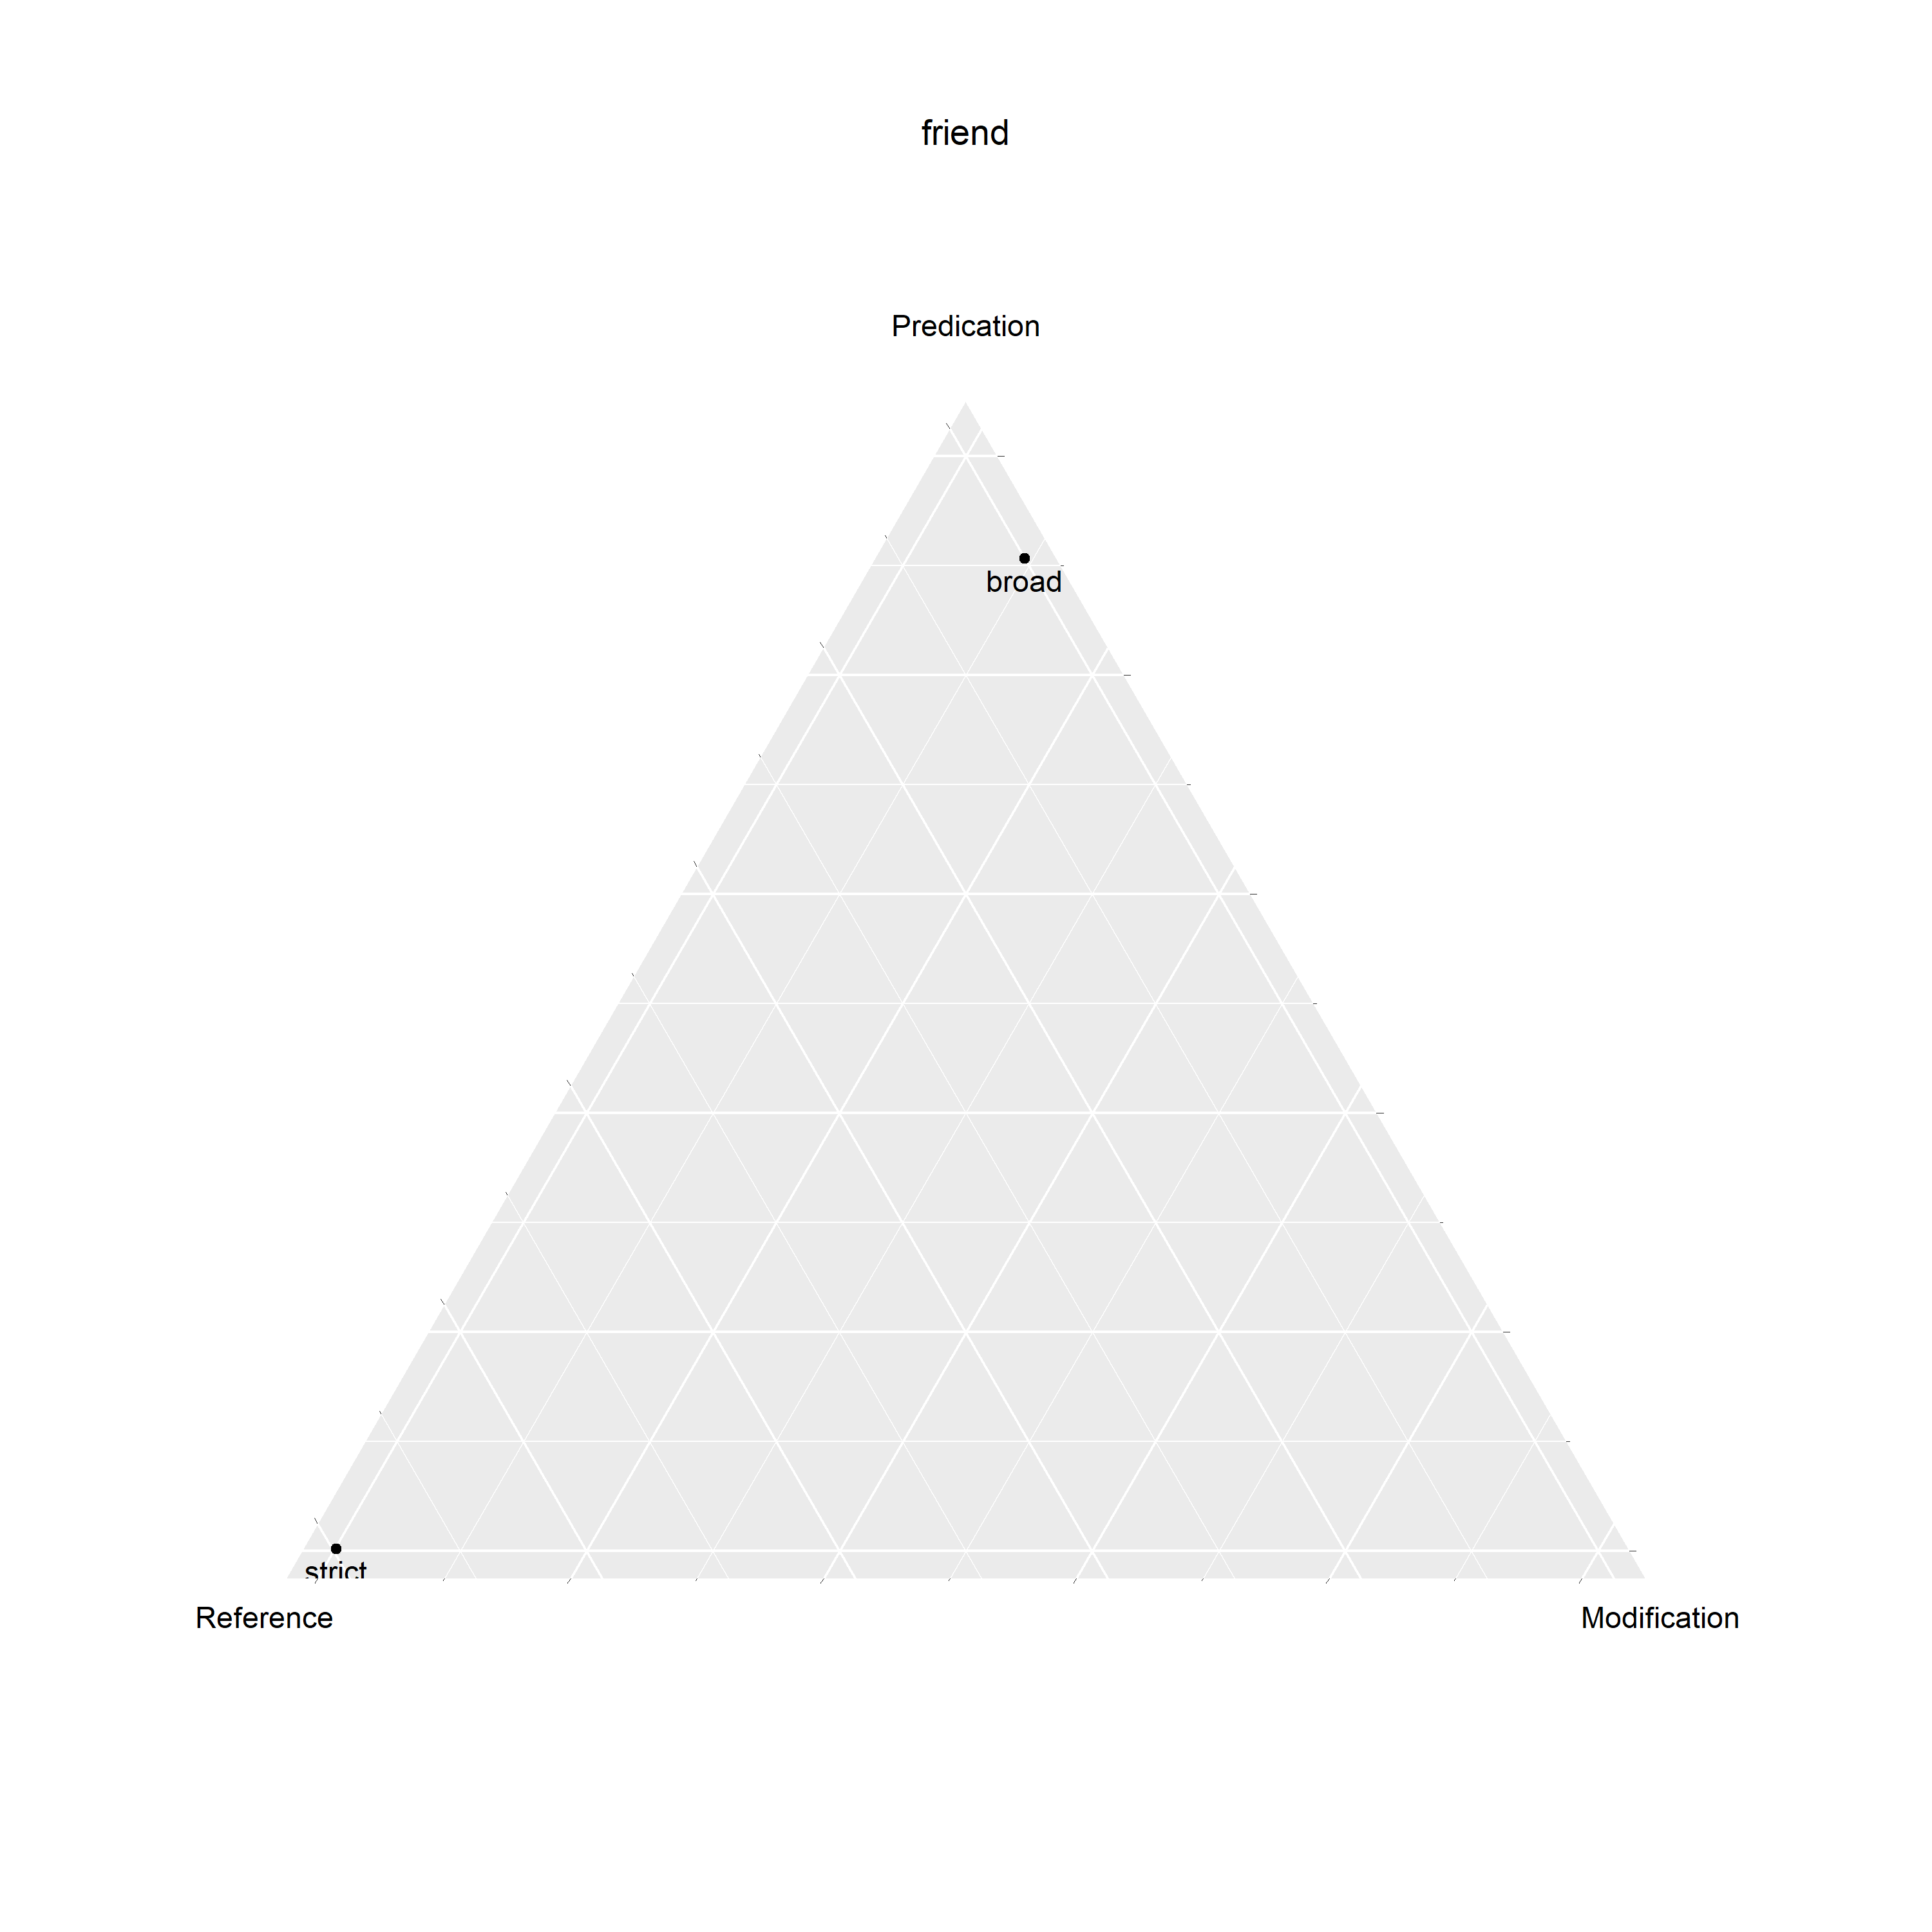 friend
Predication
broad
strict
Reference
Modification